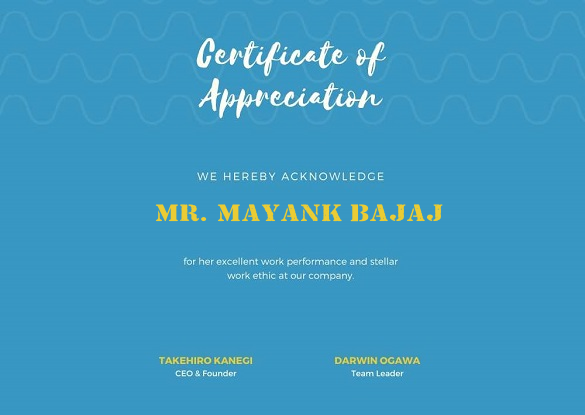 Certificate of
Appreciation
WE HEREBY ACKNOWLEDGE
MR. MAYANK BAJAJ
for her excellent work performance and stellar
work ethic at our company.
TAKEHIRO KANEGI
CEO & Founder
DARWIN OGAWA
Team Leader